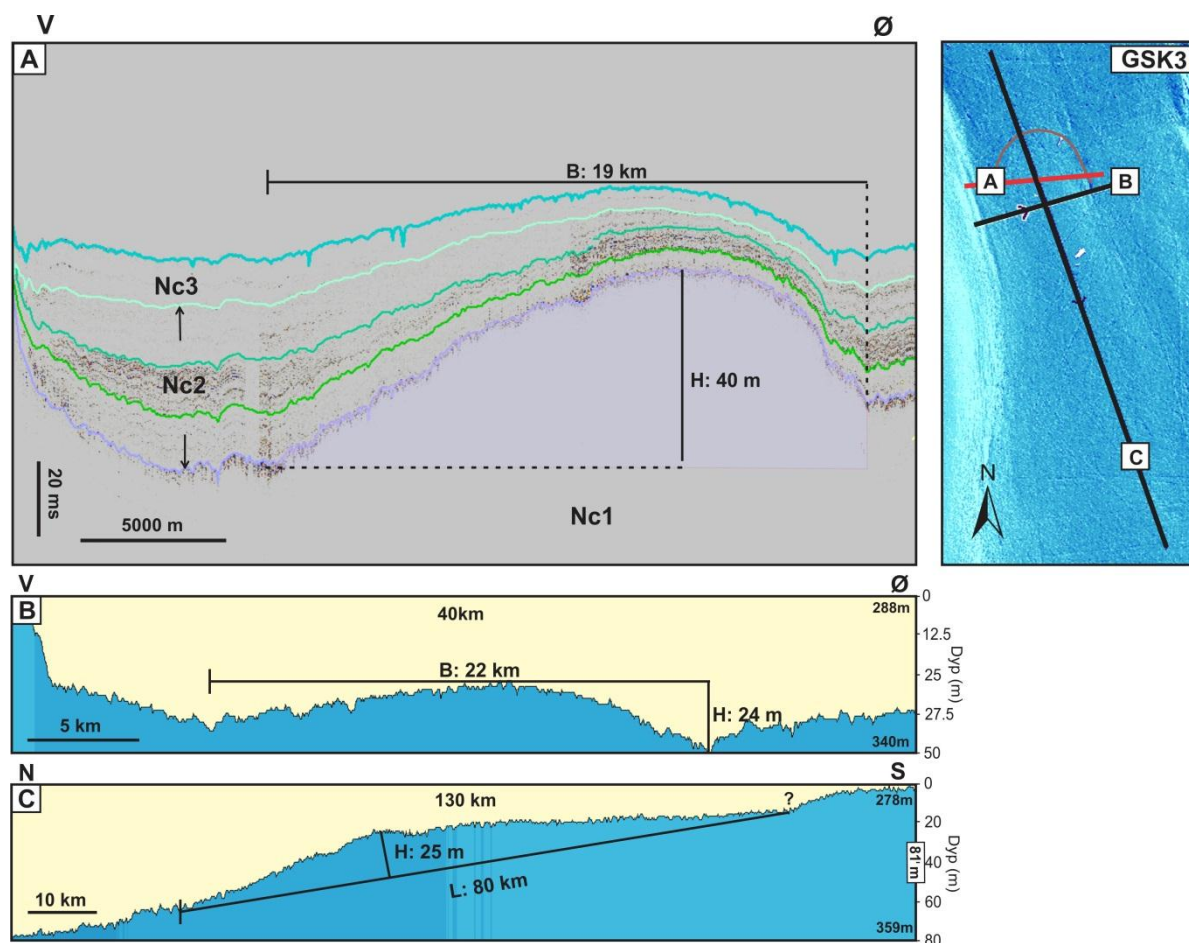 V
Ø
A
B: 19 km
Nc3
Nc2
H: 40 m
20 ms
5000 m
Nc1
GSK3
A
B
C
N
V
Ø
B
40km
288m
0
12.5
25
27.5
50
Dyp (m)
B: 22 km
H: 24 m
5 km
340m
N
S
C
130 km
?
278m
0
20
40
60
80
Dyp (m)
81'm
H: 25 m
L: 80 km
10 km
359m